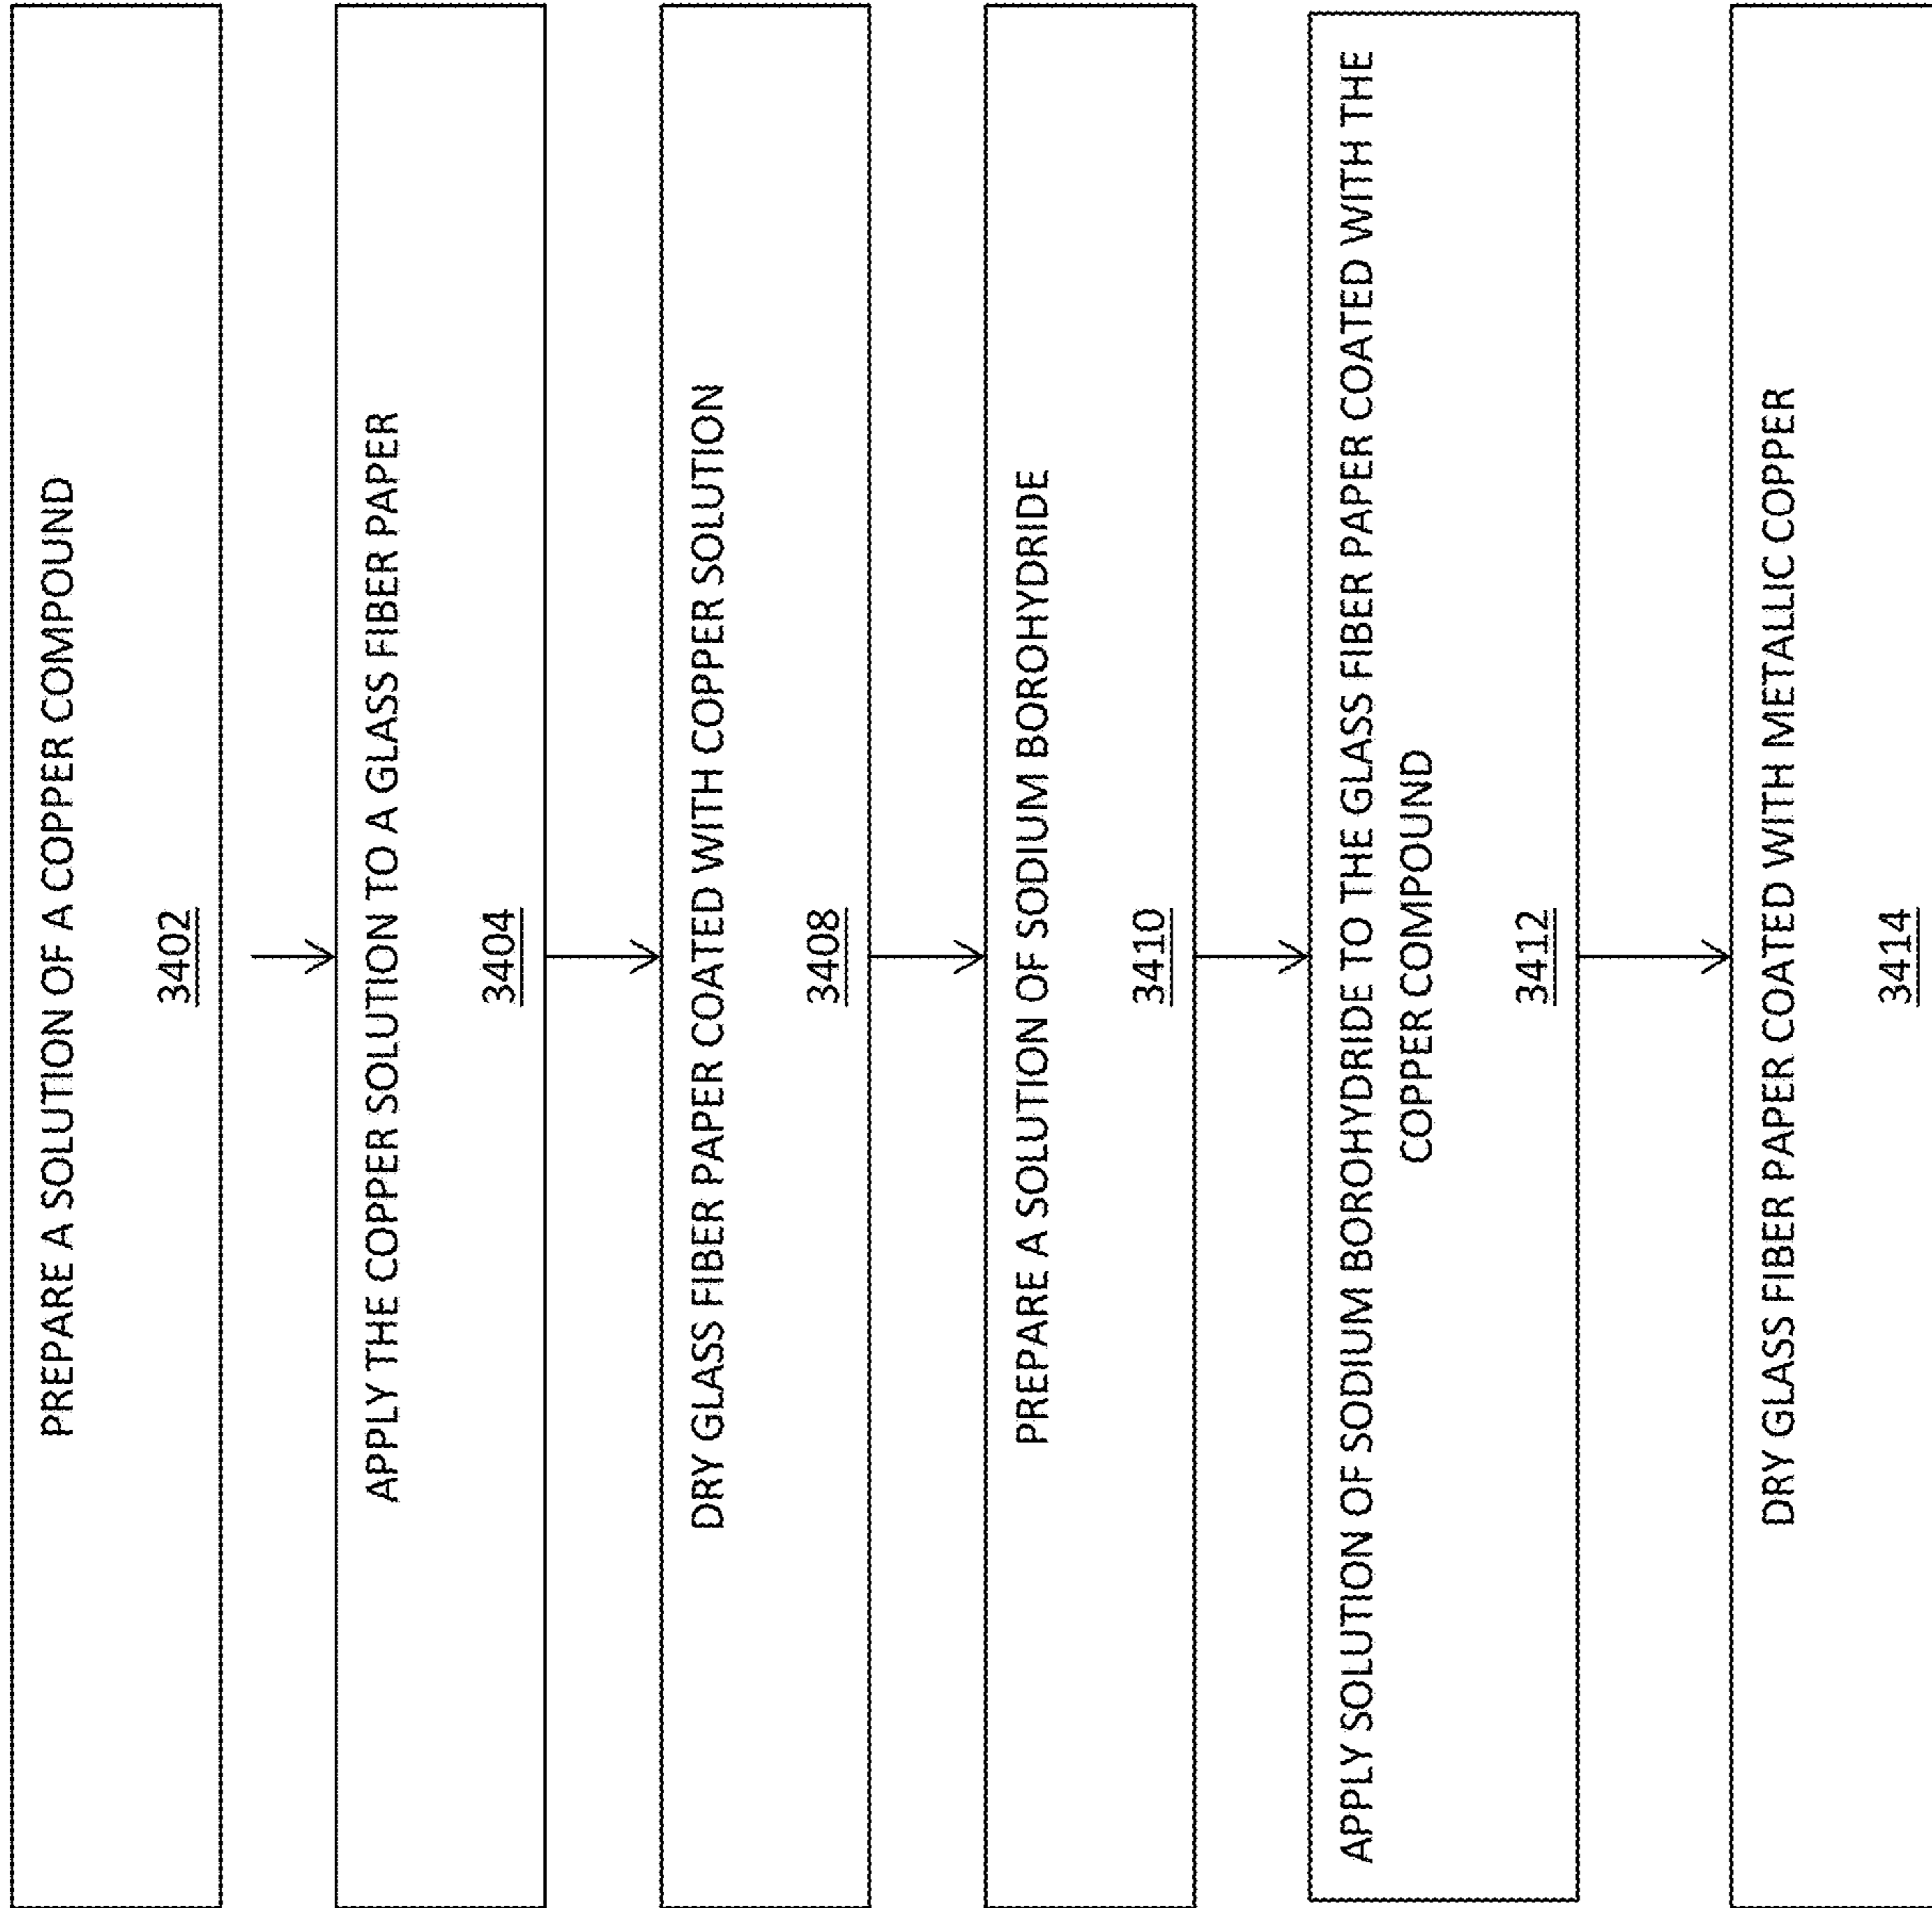 PREPARE A SOLUTION OF A COPPER COMPOUND
3402
APPLY THE COPPER SOLUTION TO A GLASS FIBER PAPER
3404
DRY GLASS FIBER PAPER COATED WITH COPPER SOLUTION
3408
PREPARE A SOLUTION OF SODIUM BOROHYDRIDE
3410
APPLY SOLUTION OF SODIUM BOROHYDRIDE TO THE GLASS FIBER PAPER COATED WITH THE
COPPER COMPOUND
3412
DRY GLASS FIBER PAPER COATED WITH METALLIC COPPER
3414